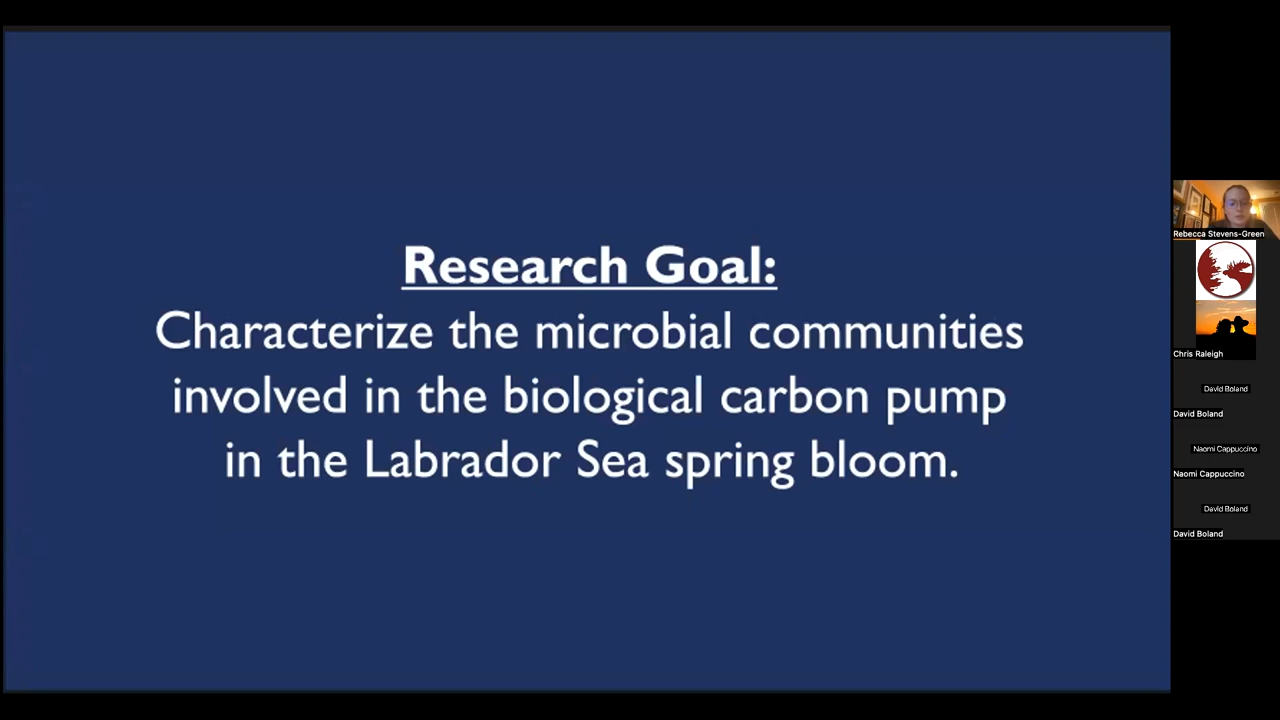 Research Goal:
Characterize the microbial communities
involved in the biological carbon pump
in the Labrador Sea spring bloom.
Rebecca Stevens-Green
Chris Raleigh
David Boland
David Boland
Naomi Cappuccino
Naomi Cappuccino
David Boland
David Boland